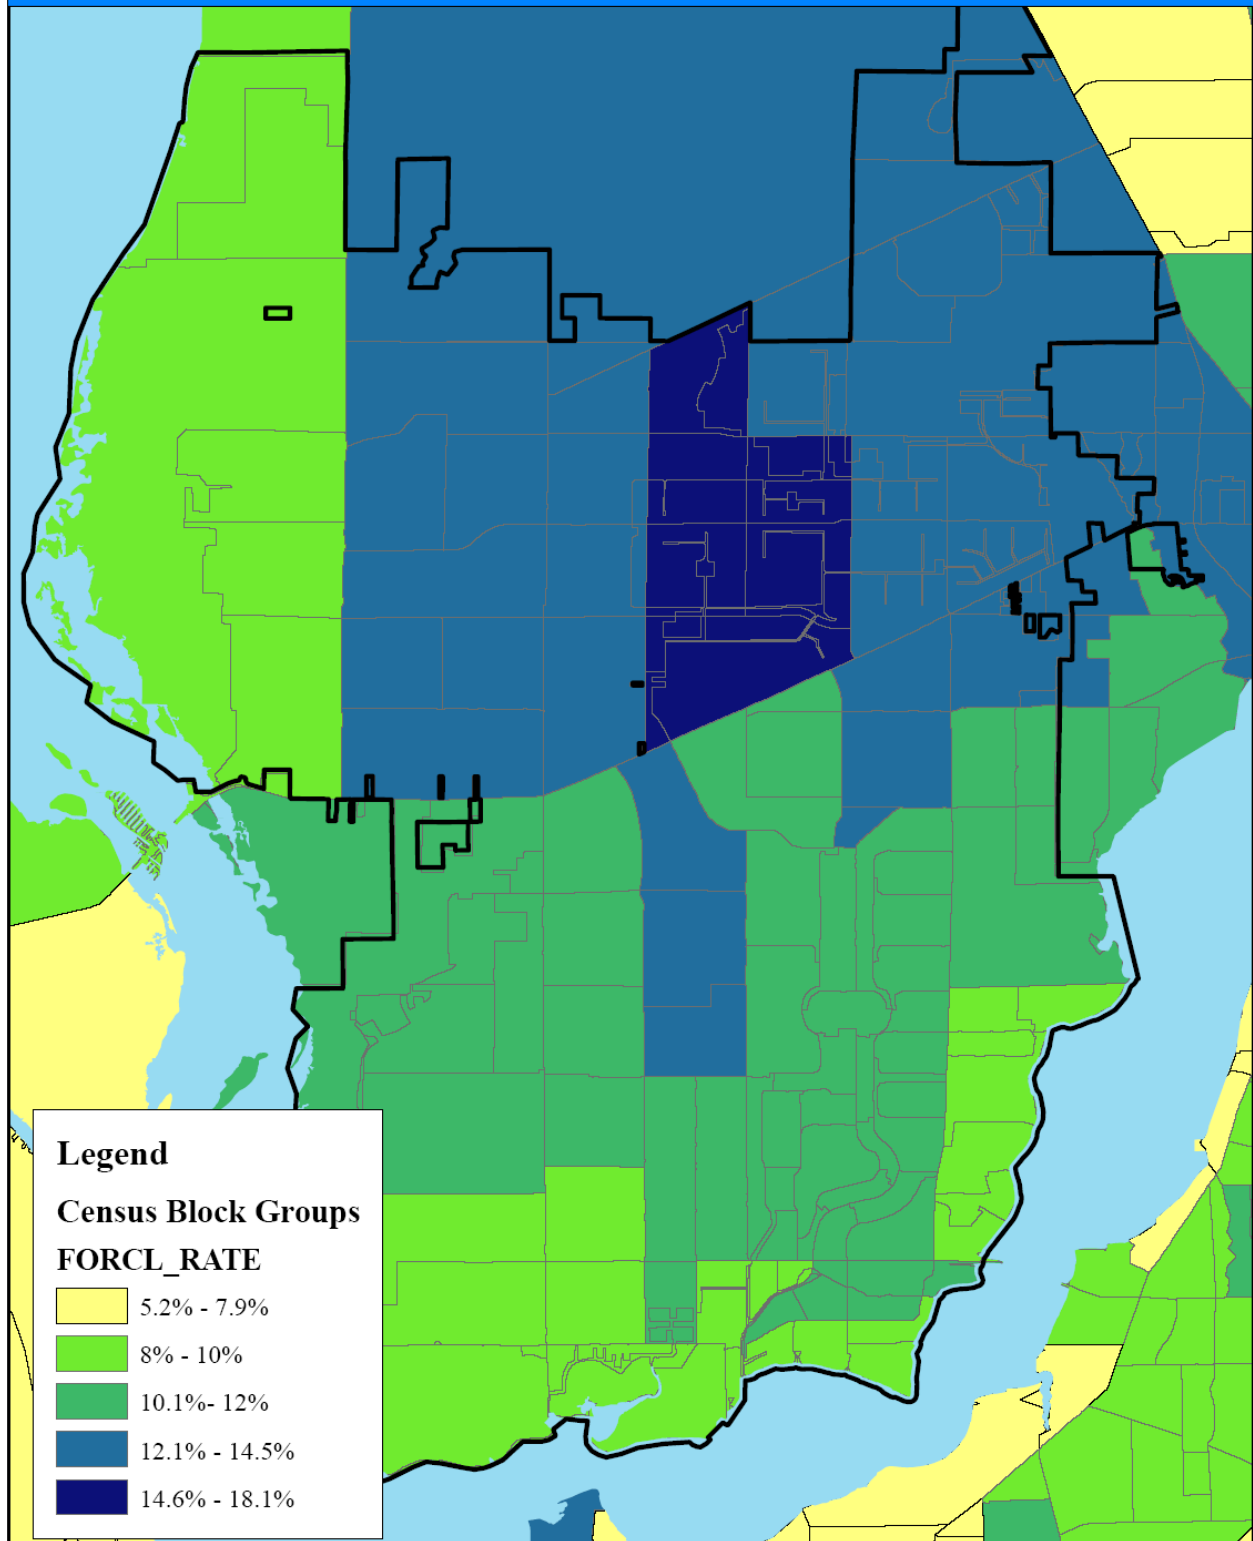 Legend
Census Block Groups
FORCL_RATE
5.2% - 7.9%
8% - 10%
10.1%- 12%
12.1% - 14.5%
14.6% - 18.1%